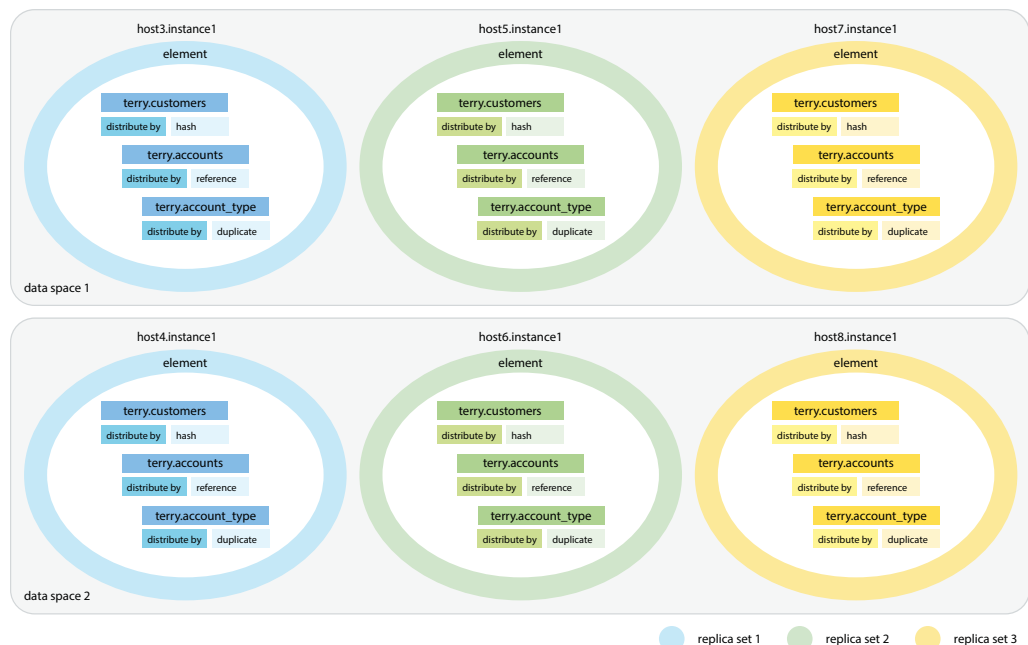 host3.instance1 host5.instance1 host7.instance1
element element element
terry.customers terry.customers terry.customers
distribute by hash distribute by hash distribute by hash
terry.accounts terry.accounts terry.accounts
distribute by reference distribute by reference distribute by reference
terry.account_type terry.account_type terry.account_type
distribute by duplicate distribute by duplicate distribute by duplicate
data space 1
host4.instance1 host6.instance1 host8.instance1
element element element
terry.customers terry.customers terry.customers
distribute by hash distribute by hash distribute by hash
terry.accounts terry.accounts terry.accounts
distribute by reference distribute by reference distribute by reference
terry.account_type terry.account_type terry.account_type
distribute by duplicate distribute by duplicate distribute by duplicate
data space 2
replica set 1 replica set 2 replica set 3